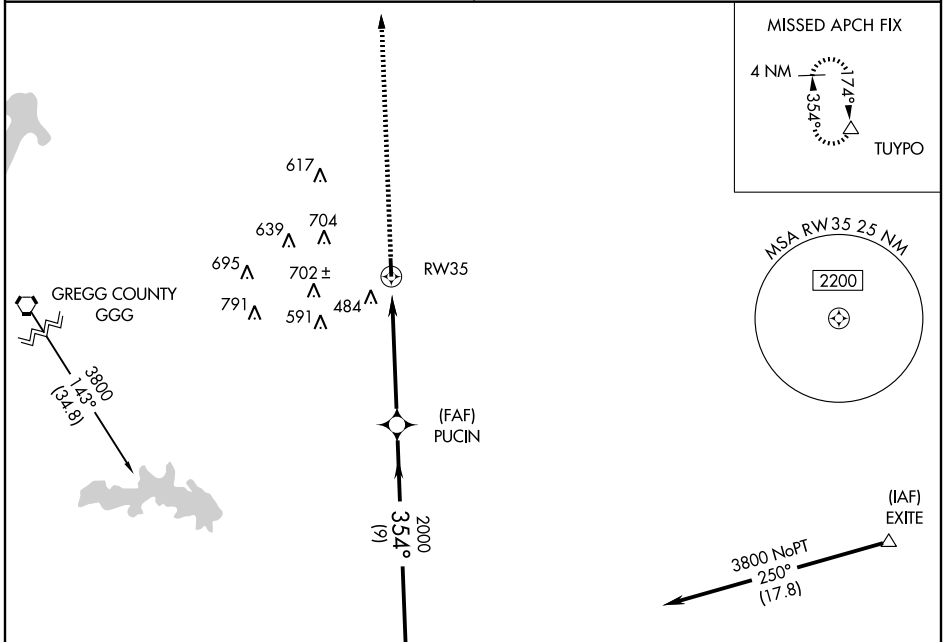 MISSED APCH FIX
4 NM
354°
174°
TUYPO
617
639
704
695
702 ±
791
591
484
RW35
GREGG COUNTY
GGG
3800
143°
(34.8)
MSA RW35 25 NM
2200
(FAF)
PUCIN
2000
354°
(9)
(IAF)
EXITE
3800 NoPT
250°
(17.8)